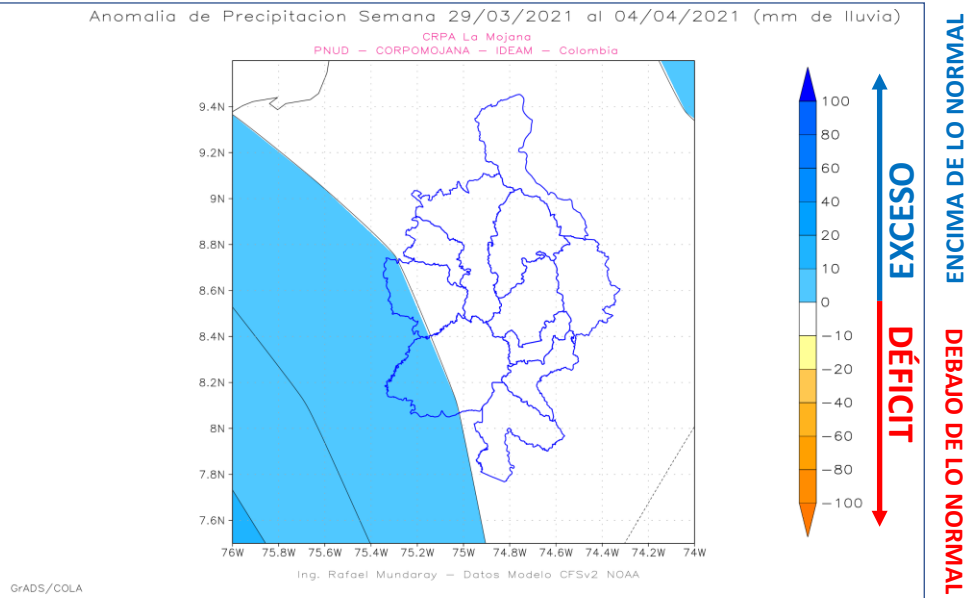 Anomalia de Precipitacion Semana 29/03/2021 al 04/04/2021 (mm de lluvia)
CRPA La Mojana
PNUD – CORPOMOJANA – IDEAM – Colombia
9.4N
9.2N
9N
8.8N
8.6N
8.4N
8.2N
8N
7.8N
7.6N
76W 75.8W 75.6W 75.4W 75.2W 75W 74.8W 74.6W 74.4W 74.2W 74W
100
80
60
40
20
10
0
−10
−20
−40
−60
−80
−100
EXCESO
DÉFICIT
ENCIMA DE LO NORMAL
DEBAJO DE LO NORMAL
Ing. Rafael Mundaray – Datos Modelo CFSv2 NOAA
GrADS/COLA